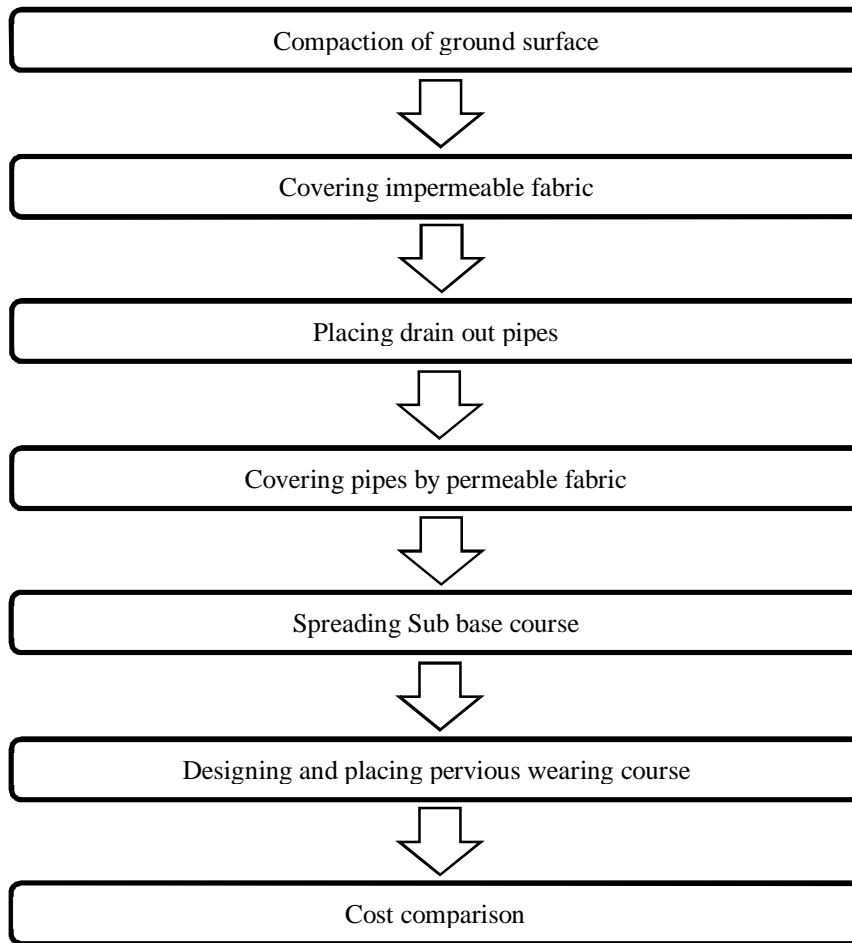 Compaction of ground surface
Covering impermeable fabric
Placing drain out pipes
Covering pipes by permeable fabric
Spreading Sub base course
Designing and placing pervious wearing course
Cost comparison